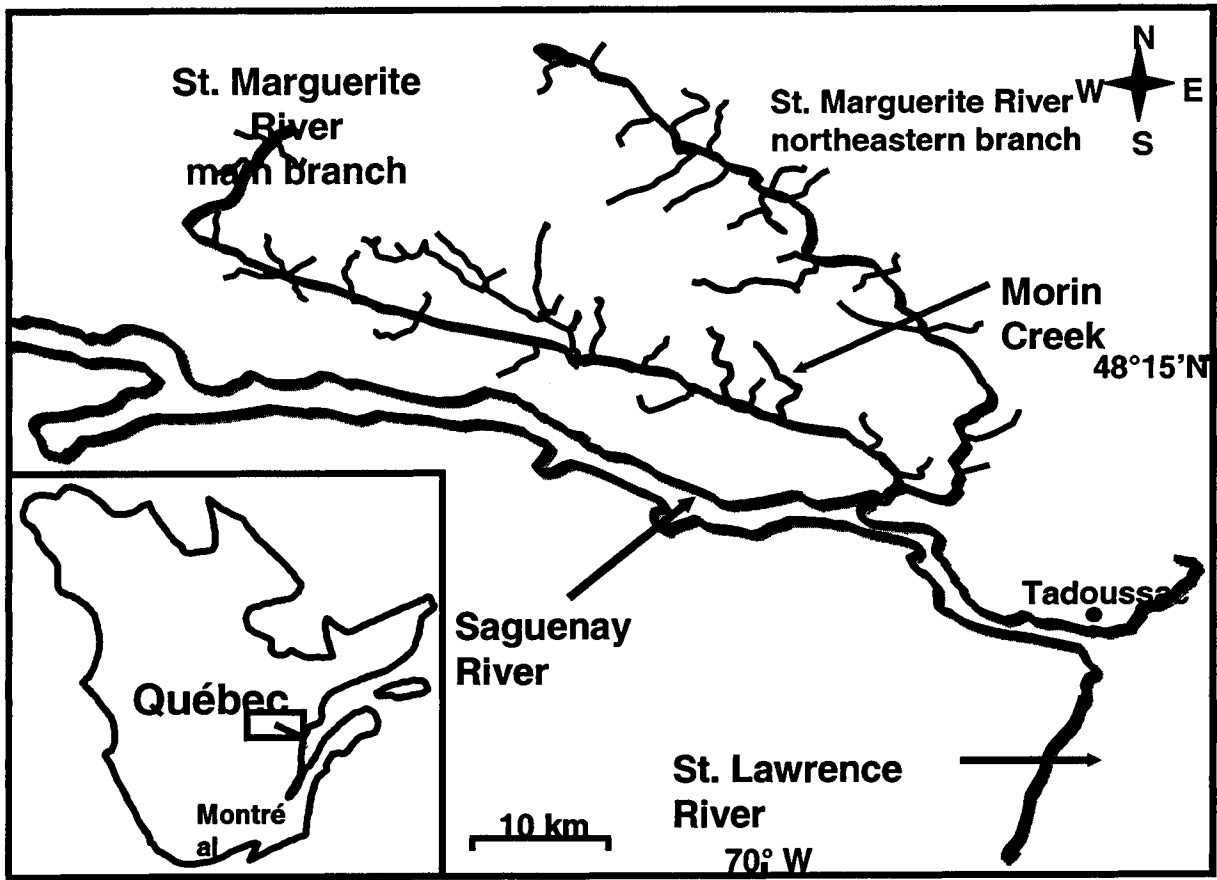 St. Marguerite
River
main branch
St. Marguerite River
northeastern branch
N
W
E
S
Morin
Creek
48°15'N
Tadoussac
Saguenay
River
Québec
Montré
al
St. Lawrence
River
10 km
70° W